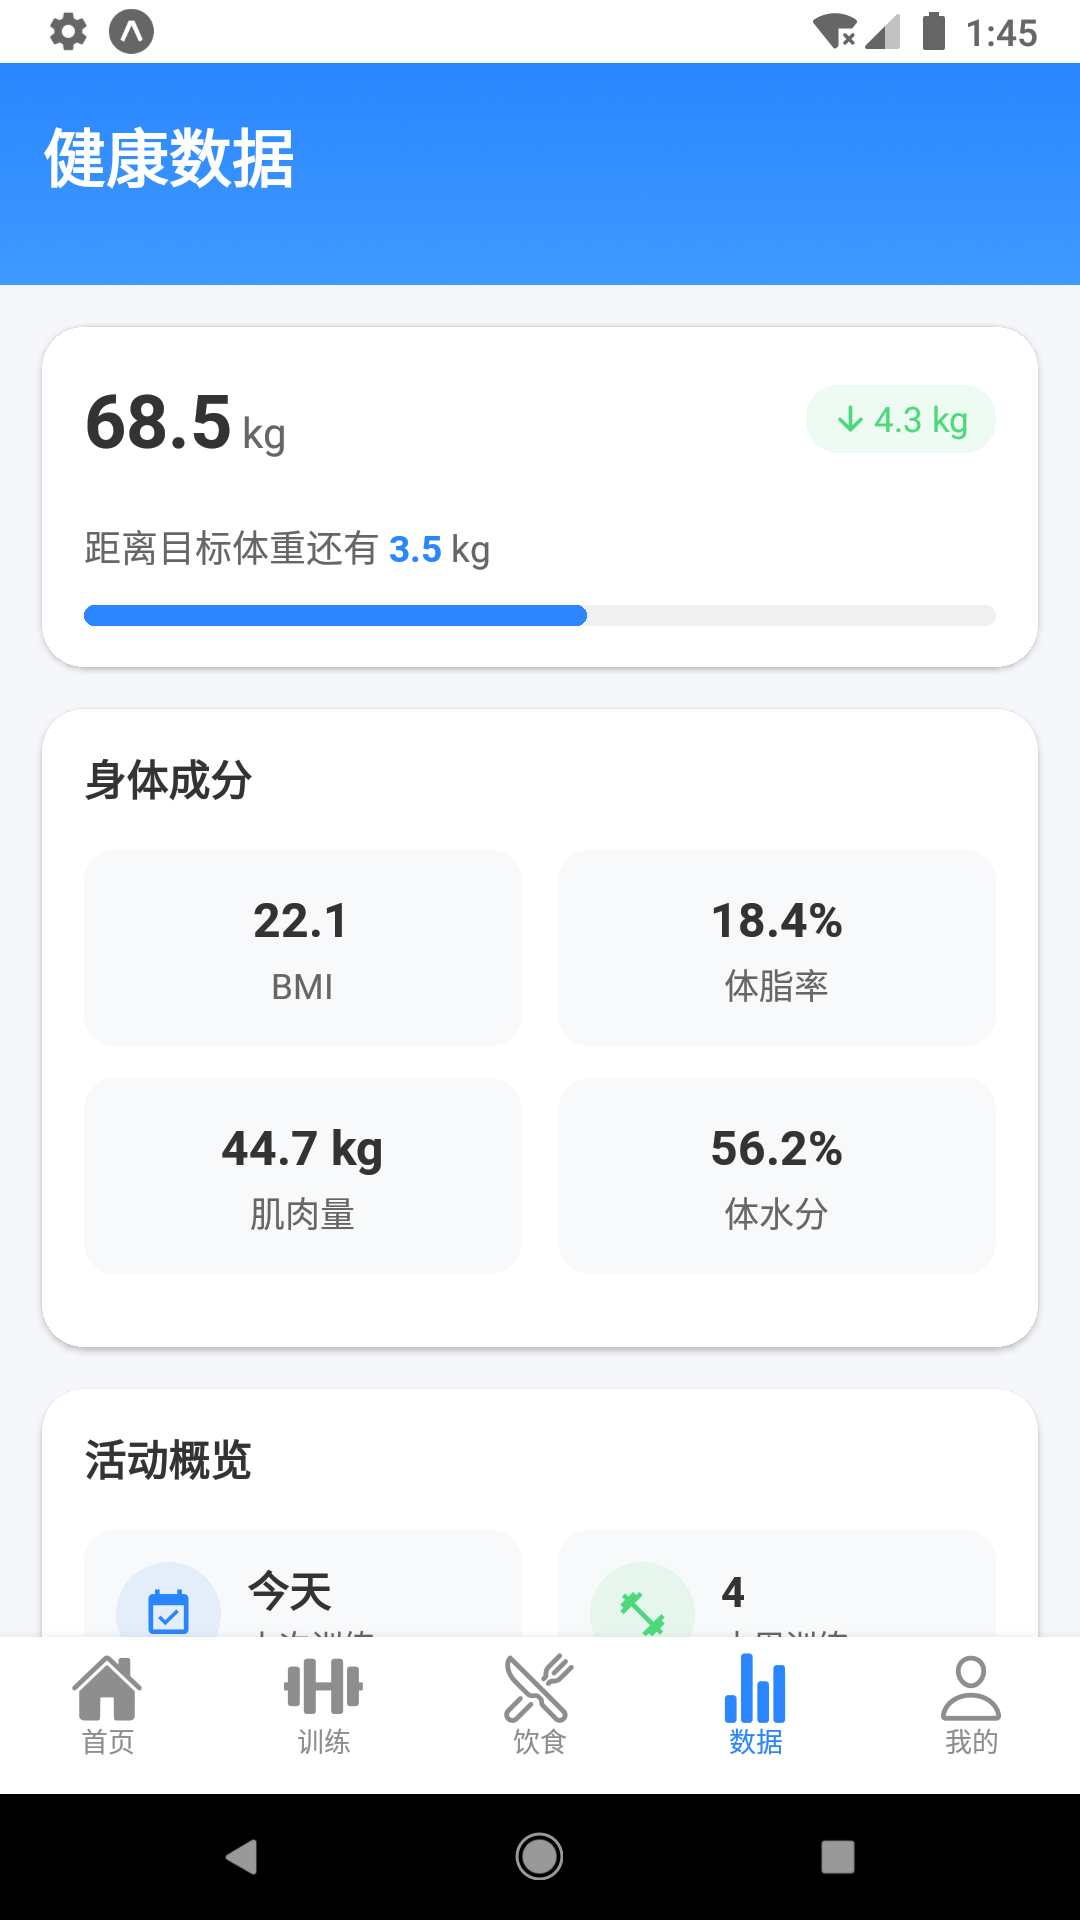 1:45
健康数据
68.5 kg
4.3 kg
距离目标体重还有 3.5 kg
身体成分
22.1
BMI
18.4%
体脂率
44.7 kg
肌肉量
56.2%
体水分
活动概览
今天
4
首页
训练
饮食
数据
我的